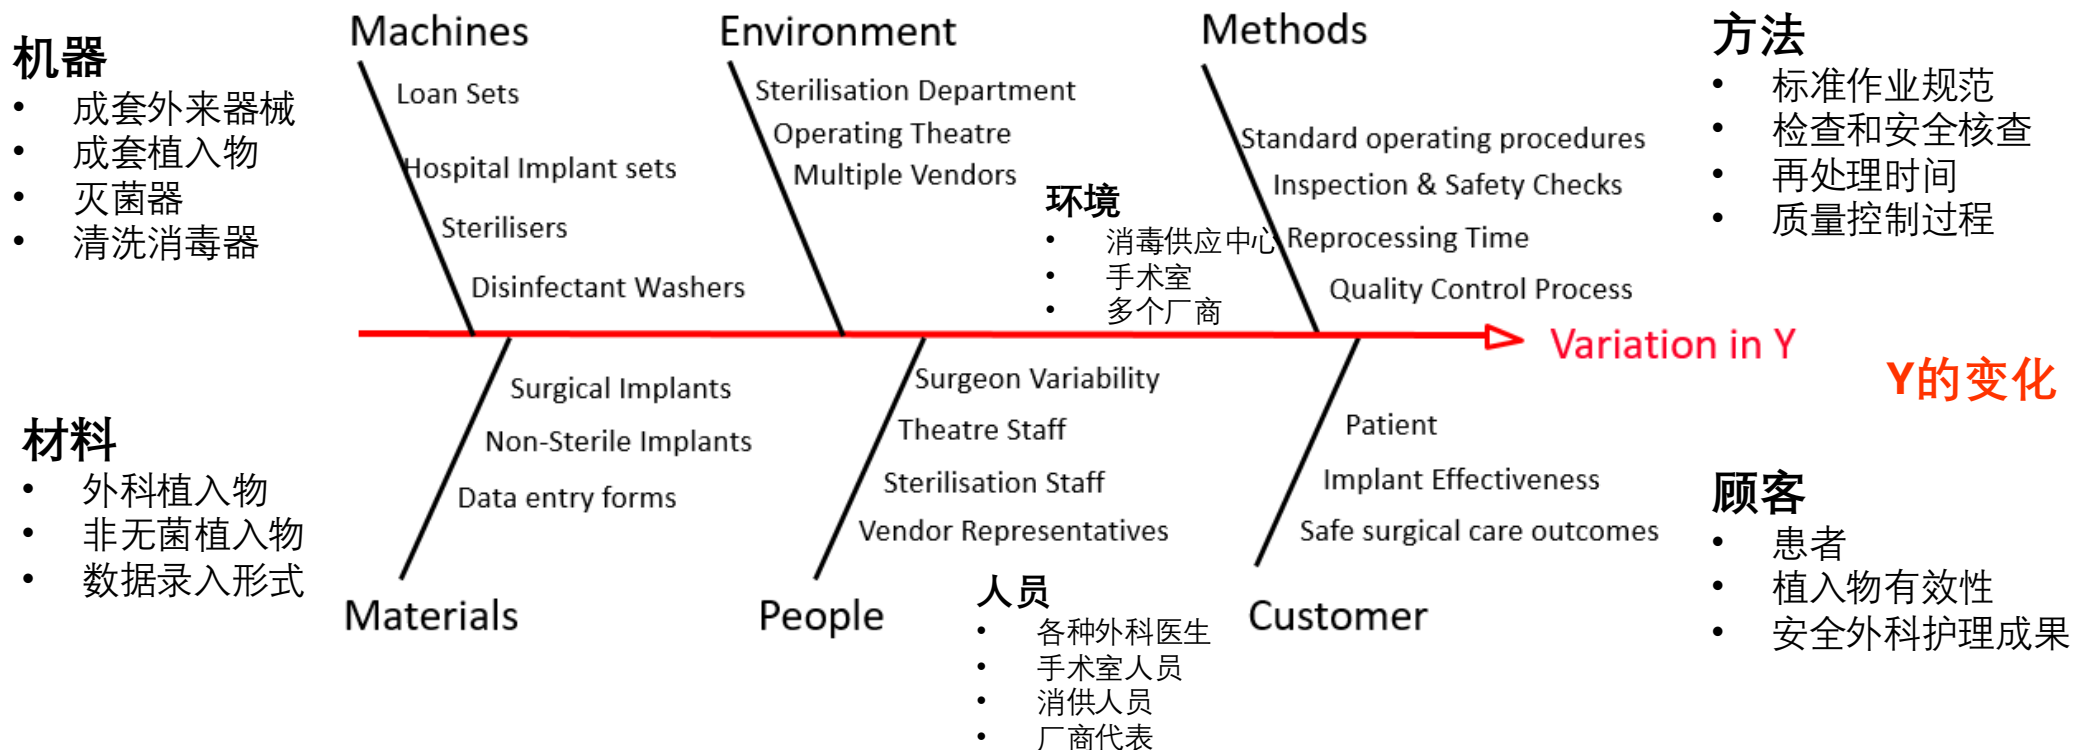 机器
• 成套外来器械
• 成套植入物
• 灭菌器
• 清洗消毒器
Machines
Loan Sets
Hospital Implant sets
Sterilisers
Disinfectant Washers
Environment
Sterilisation Department
Operating Theatre
Multiple Vendors
环境
• 消毒供应中心
• 手术室
• 多个厂商
Methods
Standard operating procedures
Inspection & Safety Checks
Reprocessing Time
Quality Control Process
方法
• 标准作业规范
• 检查和安全核查
• 再处理时间
• 质量控制过程
Variation in Y
Y的变化
材料
• 外科植入物
• 非无菌植入物
• 数据录入形式
Surgical Implants
Non-Sterile Implants
Data entry forms
Materials
Surgeon Variability
Theatre Staff
Sterilisation Staff
Vendor Representatives
People
人员
• 各种外科医生
• 手术室人员
• 消供人员
• 厂商代表
Patient
Implant Effectiveness
Safe surgical care outcomes
Customer
顾客
• 患者
• 植入物有效性
• 安全外科护理成果